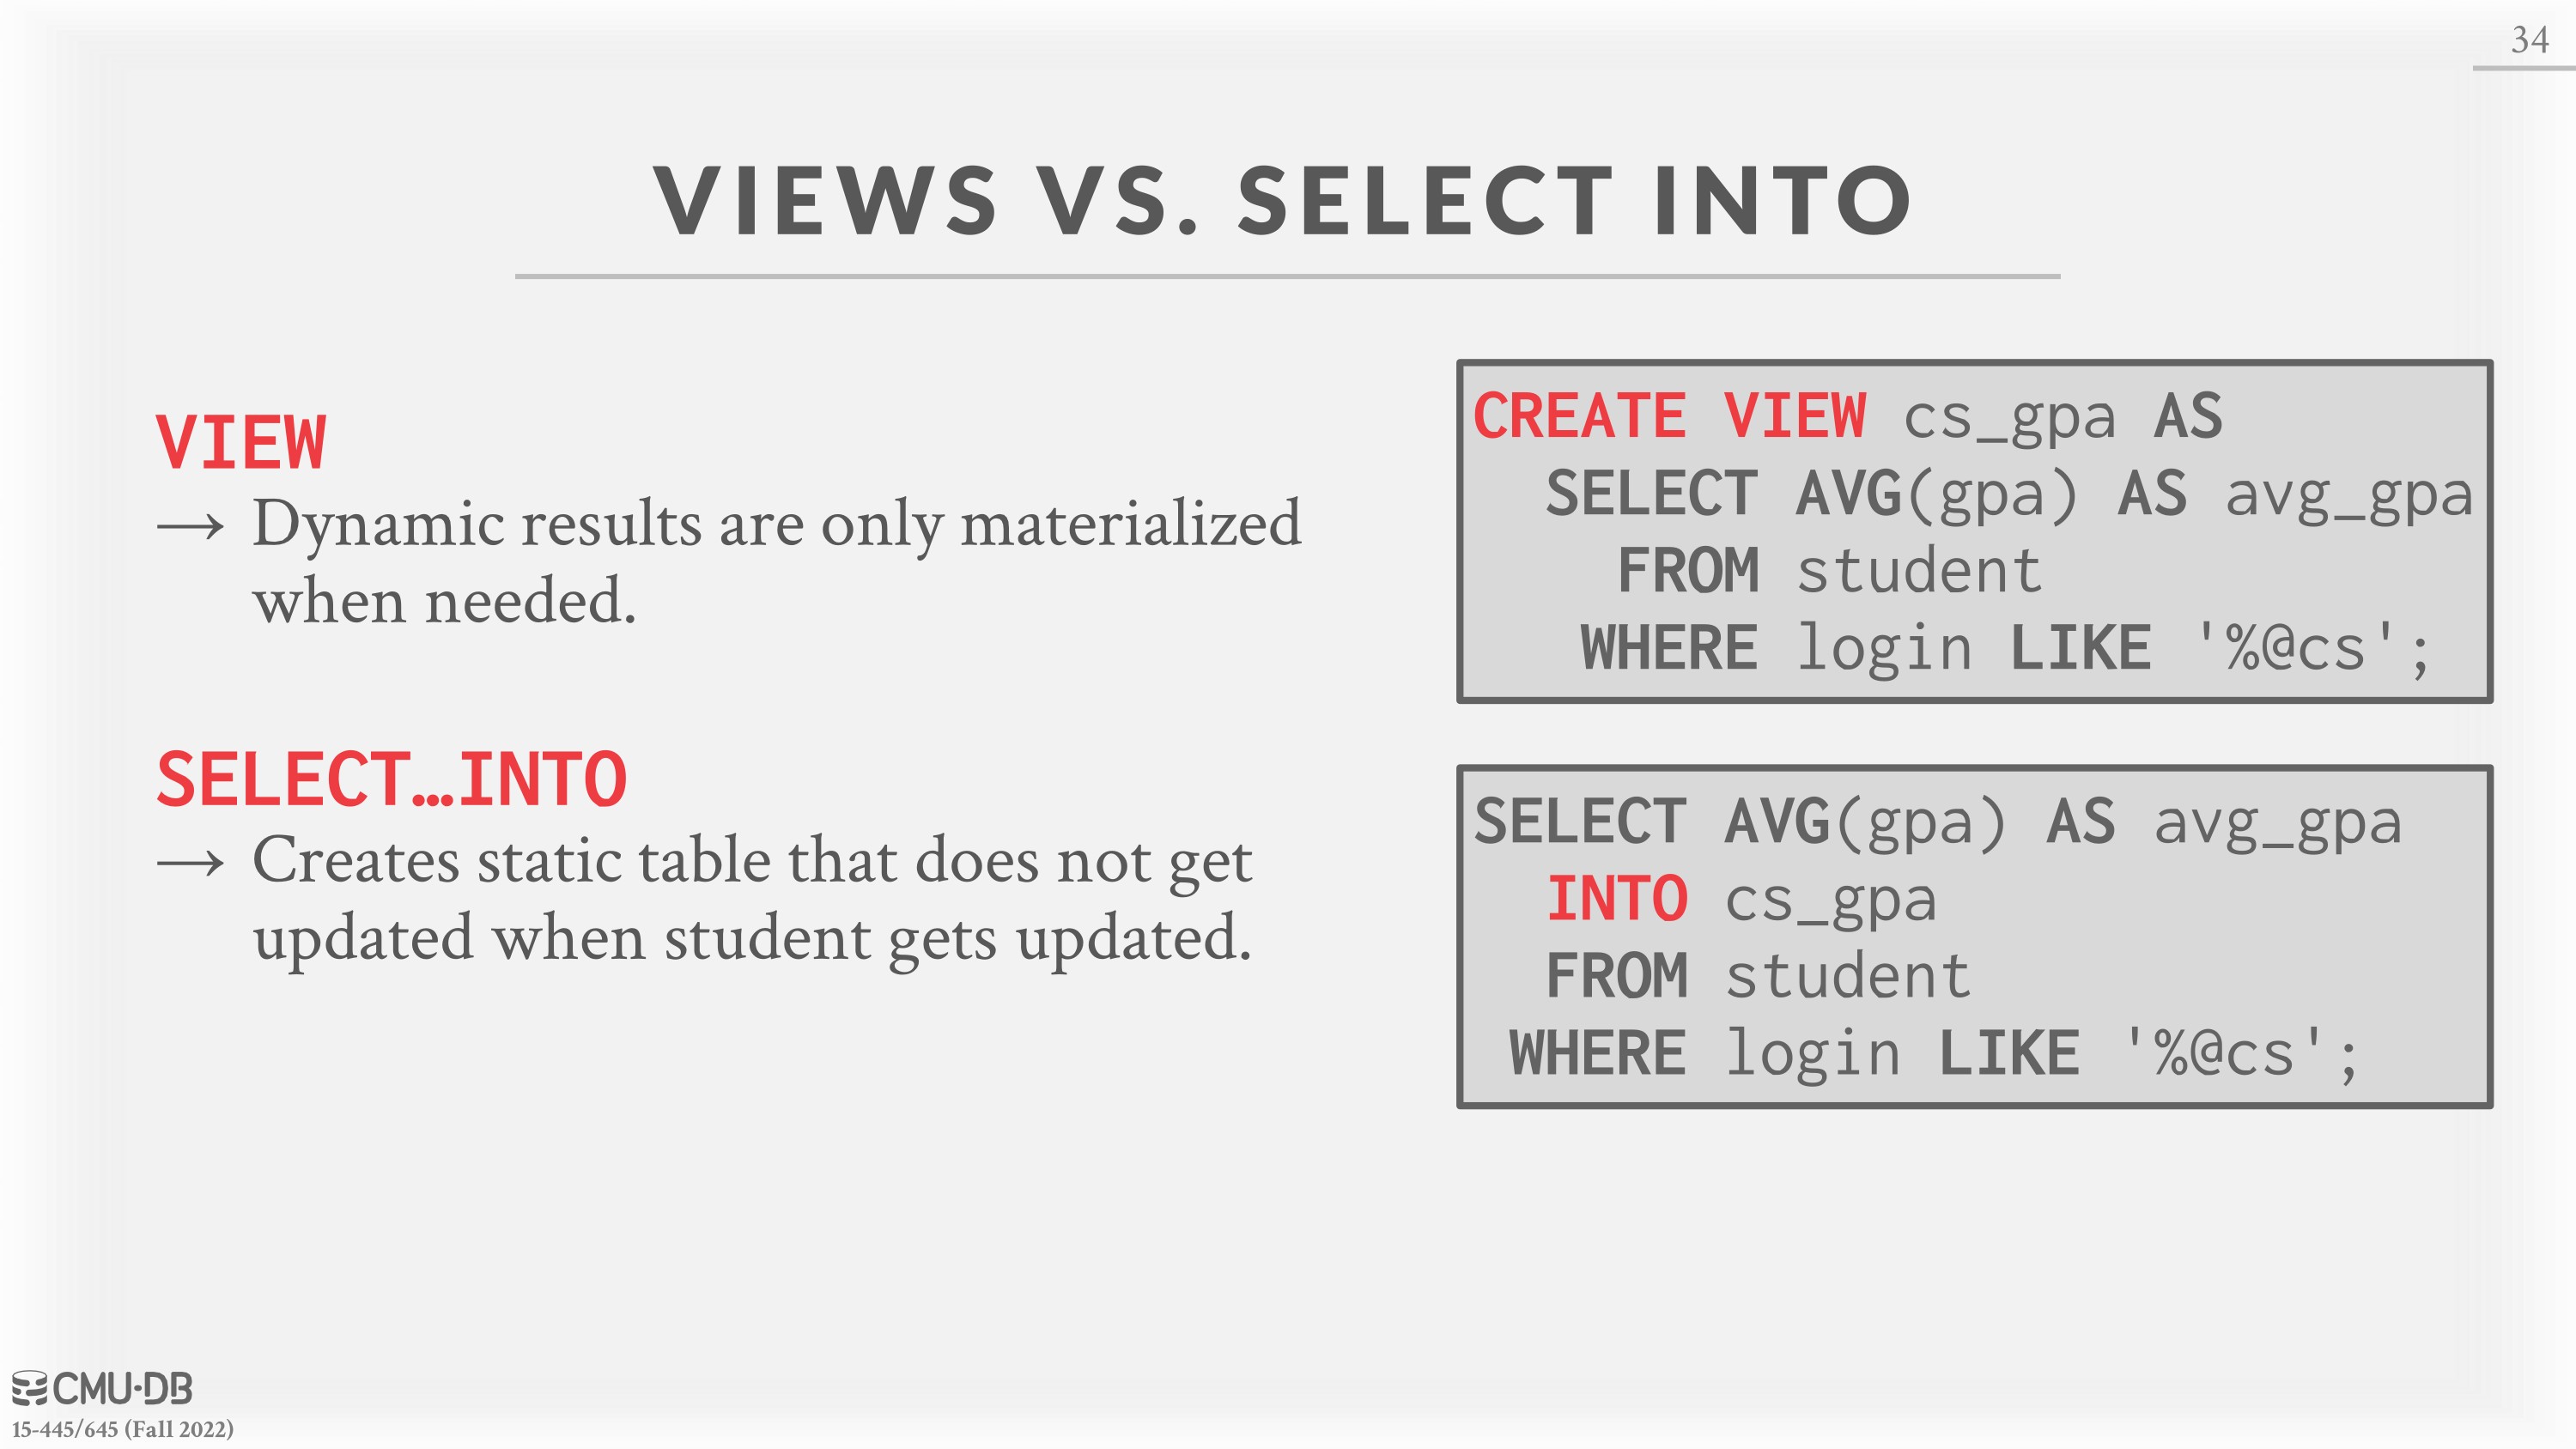 34
VIEWS VS. SELECT INTO
VIEW
→ Dynamic results are only materialized
when needed.
SELECT…INTO
→ Creates static table that does not get
updated when student gets updated.
CREATE VIEW cs_gpa AS
  SELECT AVG(gpa) AS avg_gpa
    FROM student
   WHERE login LIKE '%@cs';
SELECT AVG(gpa) AS avg_gpa
  INTO cs_gpa
  FROM student
 WHERE login LIKE '%@cs';
CMU·DB
15-445/645 (Fall 2022)